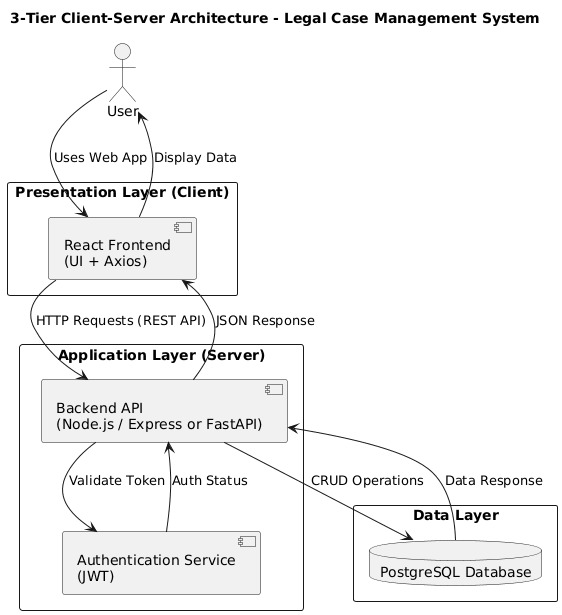 3-Tier Client-Server Architecture - Legal Case Management System
User
Uses Web App
Display Data
Presentation Layer (Client)
React Frontend
(UI + Axios)
HTTP Requests (REST API)
JSON Response
Application Layer (Server)
Backend API
(Node.js / Express or FastAPI)
Validate Token
Auth Status
CRUD Operations
Data Response
Data Layer
Authentication Service
(JWT)
PostgreSQL Database